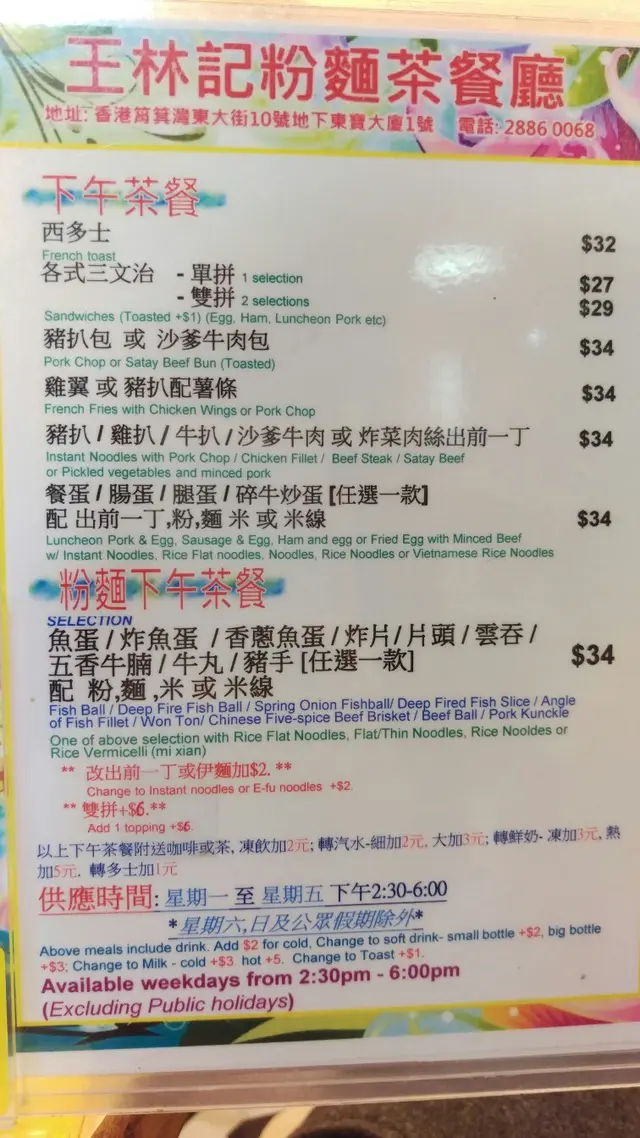 王林記粉麵茶餐廳
地址: 香港筲箕灣東大街10號地下東寶大廈1號 電話: 2886 0068
下午茶餐
西多士 $32
French toast
各式三文治 - 單拼 1 selection $27
- 雙拼 2 selections $29
Sandwiches (Toasted +$1) (Egg, Ham, Luncheon Pork etc)
豬扒包 或 沙爹牛肉包 $34
Pork Chop or Satay Beef Bun (Toasted)
雞翼 或 豬扒配薯條 $34
French Fries with Chicken Wings or Pork Chop
豬扒 / 雞扒 / 牛扒 / 沙爹牛肉 或 炸菜肉絲出前一丁 $34
Instant Noodles with Pork Chop / Chicken Fillet / Beef Steak / Satay Beef
or Pickled vegetables and minced pork
餐蛋 / 腸蛋 / 腿蛋 / 碎牛炒蛋 [任選一款]
配 出前一丁,粉,麵 米 或 米線 $34
Luncheon Pork & Egg, Sausage & Egg, Ham and egg or Fried Egg with Minced Beef
w/ Instant Noodles, Rice Flat noodles, Noodles, Rice Noodles or Vietnamese Rice Noodles
粉麵下午茶餐
SELECTION
魚蛋 / 炸魚蛋 / 香蔥魚蛋 / 炸片 / 片頭 / 雲吞 /
五香牛腩 / 牛丸 / 豬手 [任選一款] $34
配 粉,麵 ,米 或 米線
Fish Ball / Deep Fire Fish Ball / Spring Onion Fishball/ Deep Fired Fish Slice / Angle
of Fish Fillet / Won Ton/ Chinese Five-spice Beef Brisket / Beef Ball / Pork Kunckle
One of above selection with Rice Flat Noodles, Flat/Thin Noodles, Rice Nooldes or
Rice Vermicelli (mi xian)
** 改出前一丁或伊麵加$2. **
Change to Instant noodles or E-fu noodles +$2.
** 雙拼+$6.**
Add 1 topping +$6.
以上下午茶餐附送咖啡或茶, 凍飲加2元; 轉汽水-細加2元, 大加3元; 轉鮮奶- 凍加3元, 熱
加5元. 轉多士加1元
供應時間: 星期一 至 星期五 下午2:30-6:00
*星期六,日及公眾假期除外*
Above meals include drink. Add $2 for cold, Change to soft drink- small bottle +$2, big bottle
+$3; Change to Milk - cold +$3. hot +5. Change to Toast +$1.
Available weekdays from 2:30pm - 6:00pm
(Excluding Public holidays)